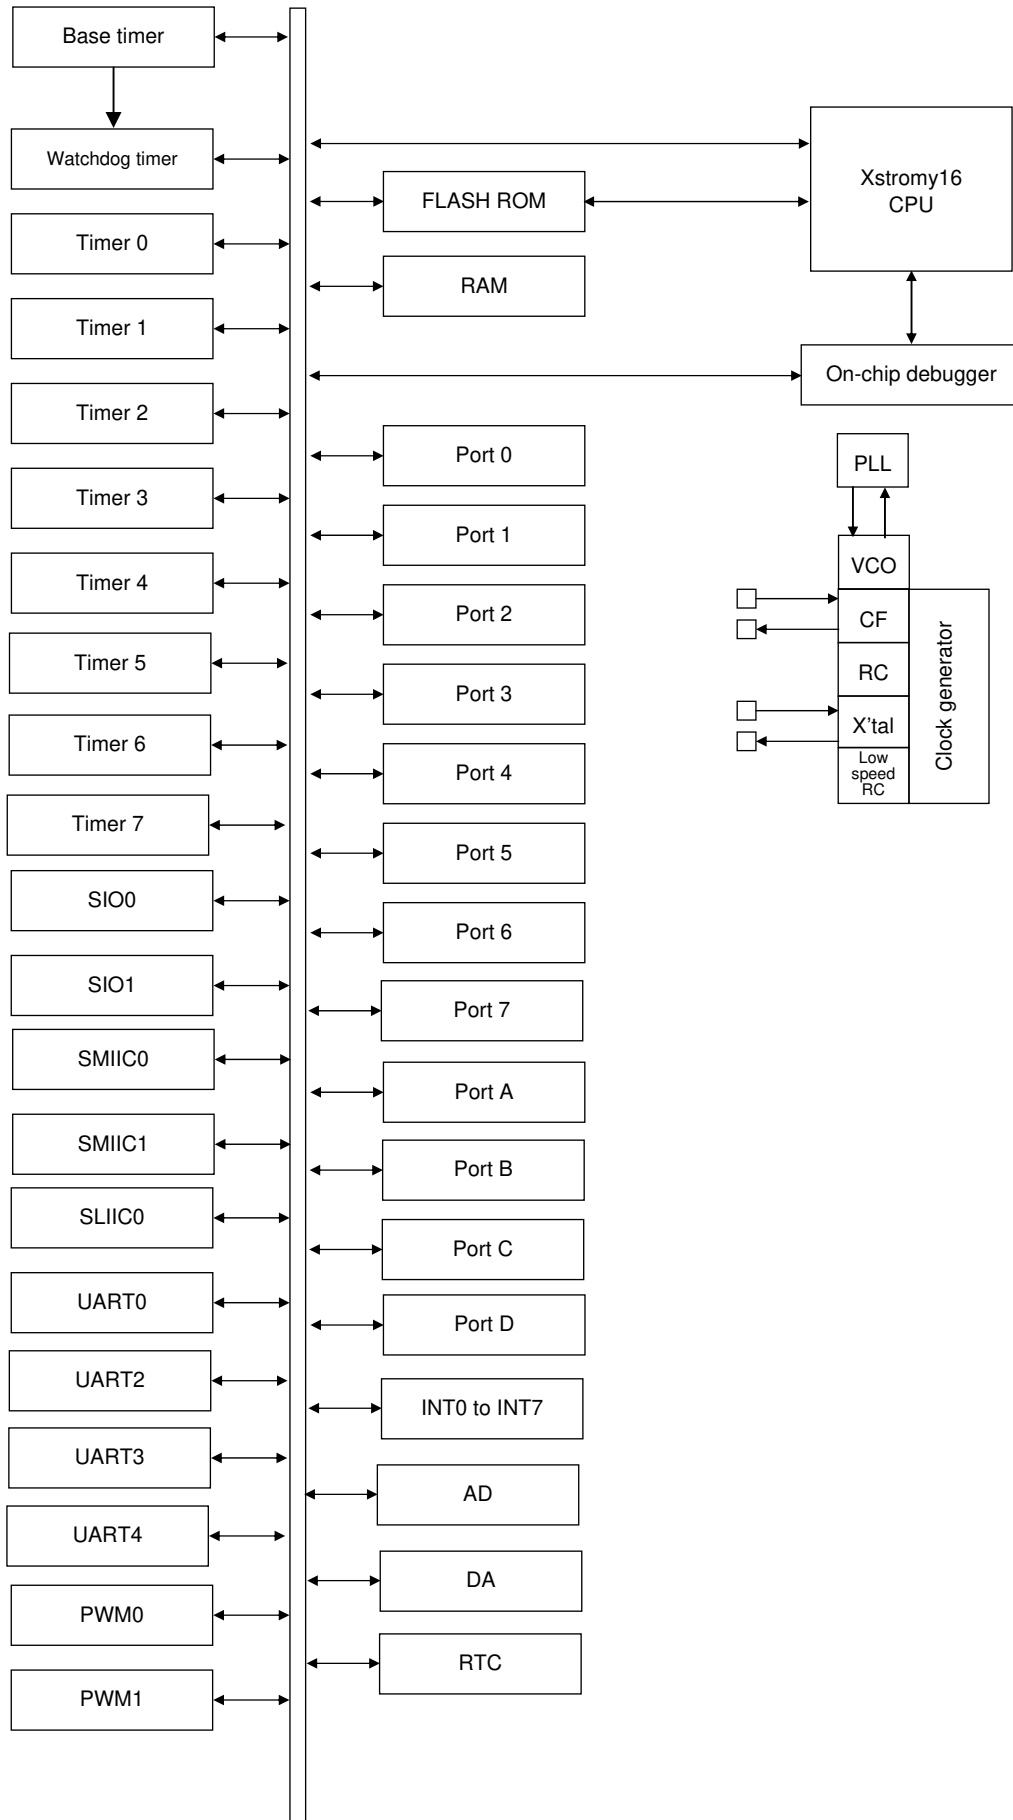 Base timer
Watchdog timer
Timer 0
Timer 1
Timer 2
Timer 3
Timer 4
Timer 5
Timer 6
Timer 7
SIO0
SIO1
SMIIC0
SMIIC1
SLIIC0
UART0
UART2
UART3
UART4
PWM0
PWM1
FLASH ROM
RAM
Port 0
Port 1
Port 2
Port 3
Port 4
Port 5
Port 6
Port 7
Port A
Port B
Port C
Port D
INT0 to INT7
AD
DA
RTC
Xstromy16
CPU
On-chip debugger
PLL
VCO
CF
RC
X'tal
Low
speed
RC
Clock generator